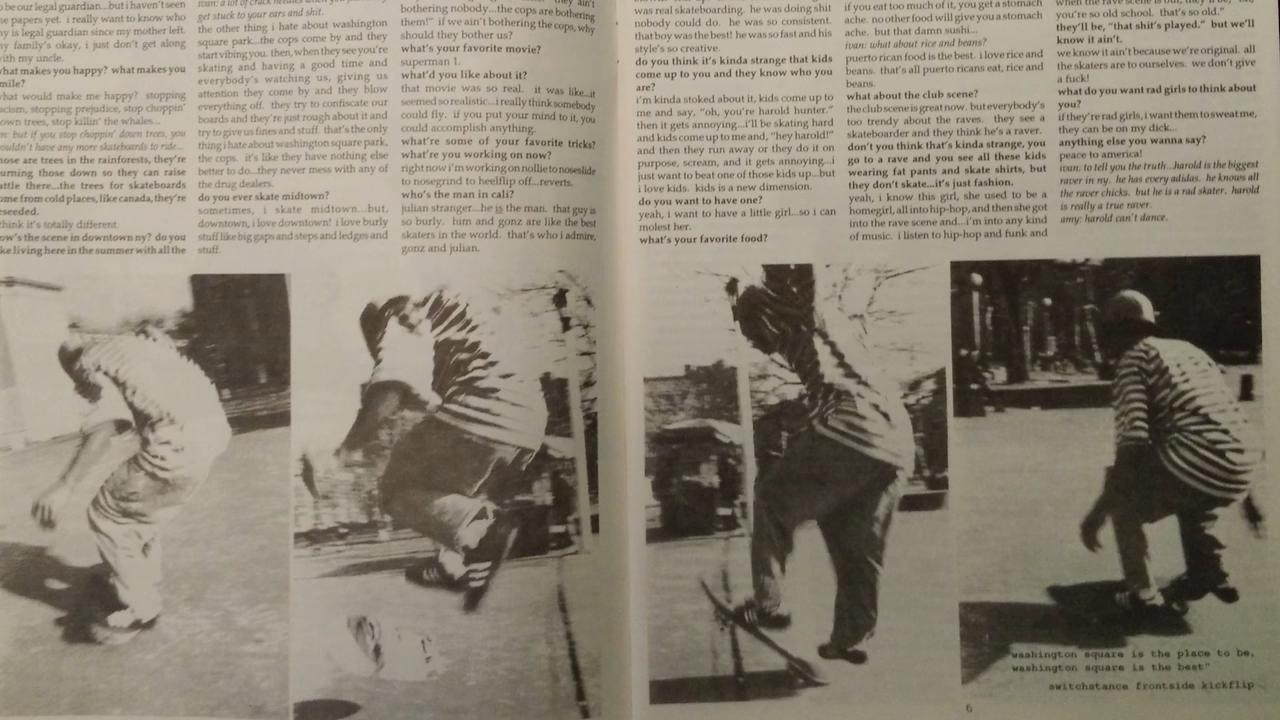 be our legal guardian...but i haven't seen
papers yet. i really want to know who
is legal guardian since my mother left.
family's okay, i just don't get along
with my uncle.
what makes you happy? what makes you
smile?
what would make me happy? stopping
racism, stopping prejudice, stop choppin'
down trees, stop killin' the whales...
but if you stop choppin' down trees, you
wouldn't have any more skateboards to ride...
those are trees in the rainforests, they're
burning those down so they can raise
cattle there...the trees for skateboards
come from cold places, like canada, they're
reseeded.
think it's totally different.
how's the scene in downtown ny? do you
like living here in the summer with all the
get stuck to your ears and shit.
the other thing i hate about washington
square park...the cops come by and they
start vibing you. then, when they see you're
skating and having a good time and
everybody's watching us, giving us
attention they come by and they blow
everything off. they try to confiscate our
boards and they're just rough about it and
try to give us fines and stuff. that's the only
thing i hate about washington square park,
the cops. it's like they have nothing else
better to do...they never mess with any of
the drug dealers.
do you ever skate midtown?
sometimes, i skate midtown...but,
downtown, i love downtown! i love burly
stuff like big gaps and steps and ledges and
stuff.
bothering nobody...the cops are bothering
them!" if we ain't bothering the cops, why
should they bother us?
what's your favorite movie?
superman 1.
what'd you like about it?
that movie was so real. it was like...it
seemed so realistic...i really think somebody
could fly. if you put your mind to it, you
could accomplish anything.
what're some of your favorite tricks?
what're you working on now?
right now i'm working on nollie to noseslide
to nosegrind to heelflip off...reverts.
who's the man in cali?
julian stranger...he is the man. that guy is
so burly. him and gonz are like the best
skaters in the world. that's who i admire,
gonz and julian.
was real skateboarding. he was doing shit
nobody could do. he was so consistent.
that boy was the best! he was so fast and his
style's so creative.
do you think it's kinda strange that kids
come up to you and they know who you
are?
i'm kinda stoked about it, kids come up to
me and say, "oh, you're harold hunter."
then it gets annoying...i'll be skating hard
and kids come up to me and, "hey harold!"
and then they run away or they do it on
purpose, scream, and it gets annoying...i
just want to beat one of those kids up...but
i love kids. kids is a new dimension.
do you want to have one?
yeah, i want to have a little girl...so i can
molest her.
what's your favorite food?
if you eat too much of it, you get a stomach
ache. no other food will give you a stomach
ache. but that damn sushi...
ivan: what about rice and beans?
puerto rican food is the best. i love rice and
beans. that's all puerto ricans eat, rice and
beans.
what about the club scene?
the club scene is great now. but everybody's
too trendy about the raves. they see a
skateboarder and they think he's a raver.
don't you think that's kinda strange, you
go to a rave and you see all these kids
wearing fat pants and skate shirts, but
they don't skate...it's just fashion.
yeah, i know this girl, she used to be a
homegirl, all into hip-hop, and then she got
into the rave scene and...i'm into any kind
of music. i listen to hip-hop and funk and
you're so old school. that's so old."
they'll be, "that shit's played." but we'll
know it ain't.
we know it ain't because we're original. all
the skaters are to ourselves. we don't give
a fuck!
what do you want rad girls to think about
you?
if they're rad girls, i want them to sweat me,
they can be on my dick...
anything else you wanna say?
peace to america!
ivan: to tell you the truth...harold is the biggest
raver in ny. he has every adidas. he knows all
the raver chicks. but he is a rad skater. harold
is really a true raver.
amy: harold can't dance.
washington square is the place to be,
washington square is the best"
switchstance frontside kickflip
6